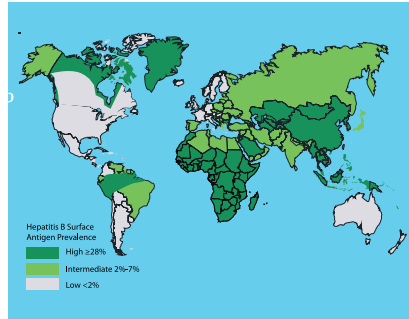 Hepatitis B Surface
Antigen Prevalence
High ≥28%
Intermediate 2%-7%
Low <2%